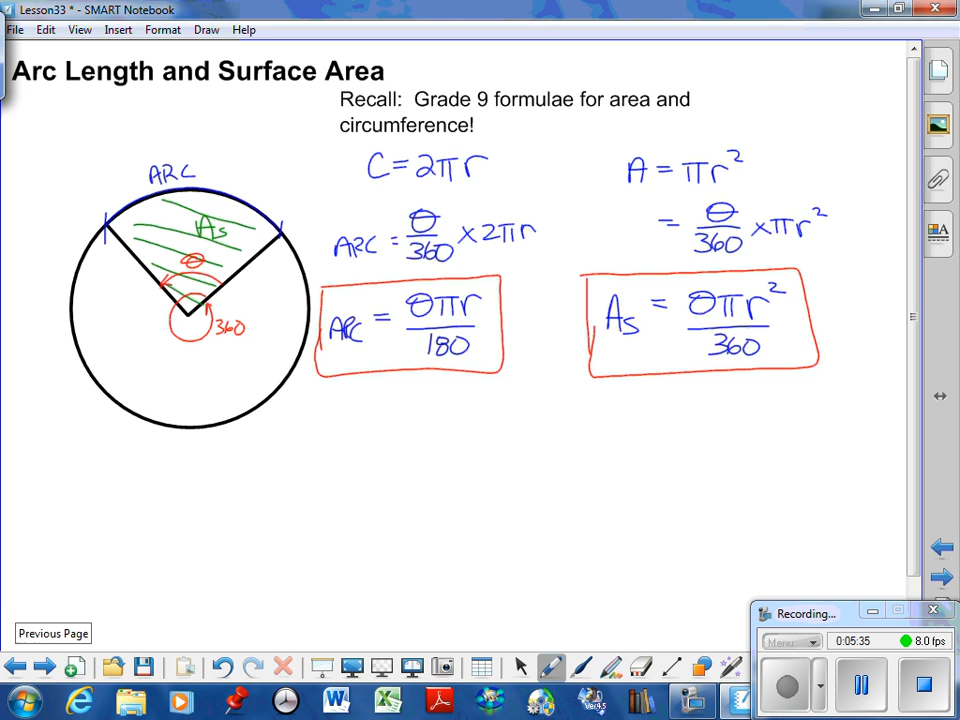 Lesson33 * - SMART Notebook
File Edit View Insert Format Draw Help
Arc Length and Surface Area
Recall: Grade 9 formulae for area and
circumference!
C = 2πr
A = πr²
ARC
As
θ
360
ARC = θ/360 × 2πr
= θ/360 × πr²
ARC = θπr/180
As = θπr²/360
Previous Page
Recording...
Menu
0:05:35
8.0 fps